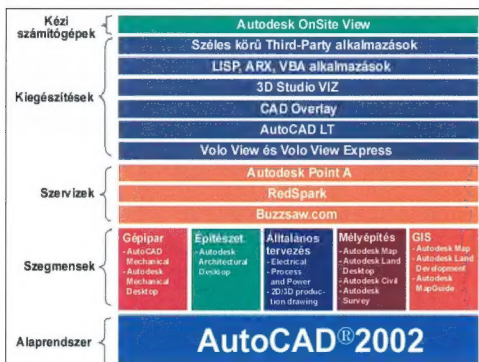 Kézi
számítógépek
Autodesk OnSite View
Kiegészítések
Széles körű Third-Party alkalmazások
LISP, ARX, VBA alkalmazások
3D Studio VIZ
CAD Overlay
AutoCAD LT
Volo View és Volo View Express
Szervizek
Autodesk Point A
RedSpark
Buzzsaw.com
Szegmensek
Gépipar
- AutoCAD
Mechanical
- Autodesk
Mechanical
Desktop
Építészet
- Autodesk
Architectural
Desktop
Álltalános
tervezés
- Electrical
- Process
and Power
- 2D/3D produc-
tion drawing
Mélyépítés
- Autodesk Map
- Autodesk Land
Desktop
- Autodesk Civil
- Autodesk
Survey
GIS
- Autodesk Map
- Autodesk Land
Development
- Autodesk
MapGuide
Alaprendszer
AutoCAD®2002